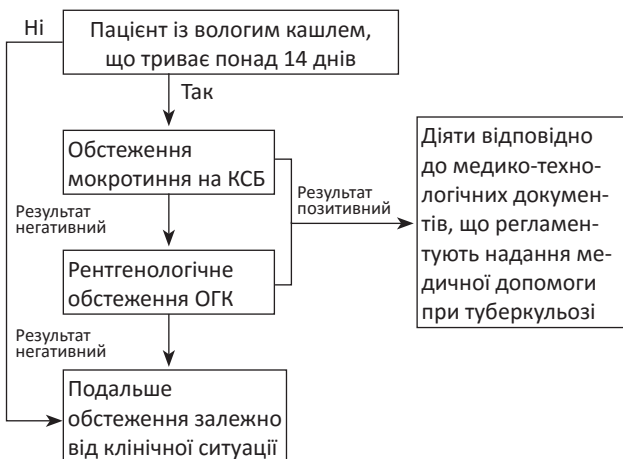 Ні
Пацієнт із вологим кашлем,
що триває понад 14 днів
Так
Обстеження
мокротиння на КСБ
Результат
позитивний
Діяти відповідно
до медико-техно-
логічних документ-
тів, що регламен-
тують надання ме-
дичної допомоги
при туберкульозі
Результат
негативний
Рентгенологічне
обстеження ОГК
Результат
негативний
Подальше
обстеження залежно
від клінічної ситуації